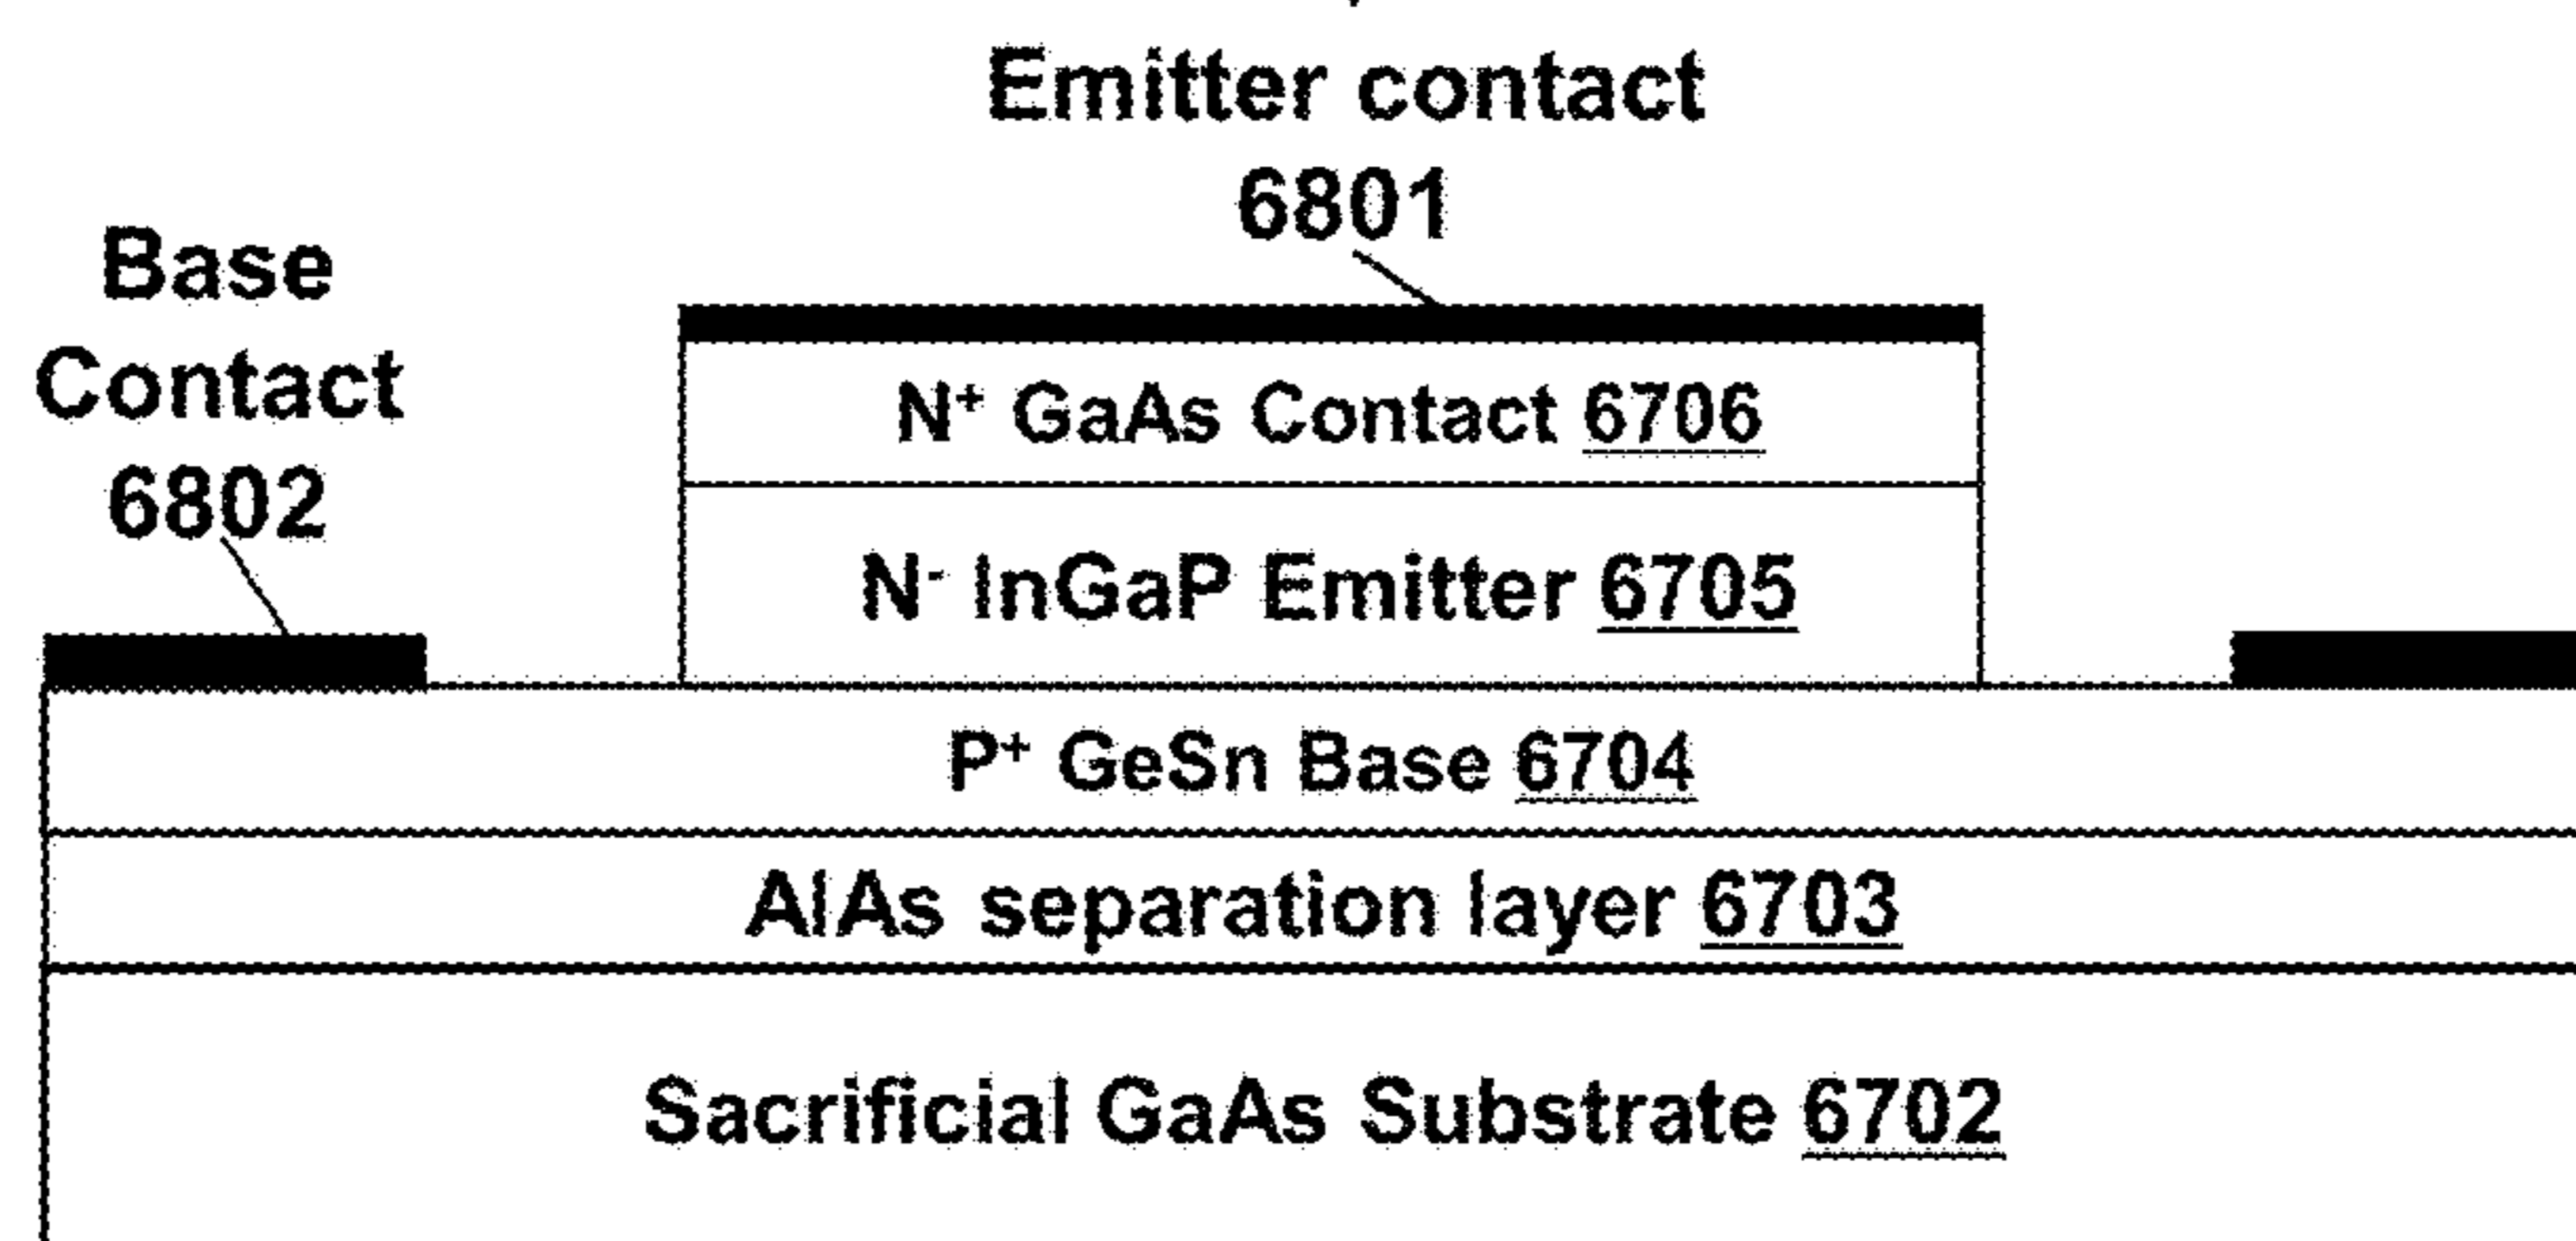 Emitter contact
6801
Base
Contact
6802
N⁺ GaAs Contact 6706
N⁻ InGaP Emitter 6705
P⁺ GeSn Base 6704
AlAs separation layer 6703
Sacrificial GaAs Substrate 6702